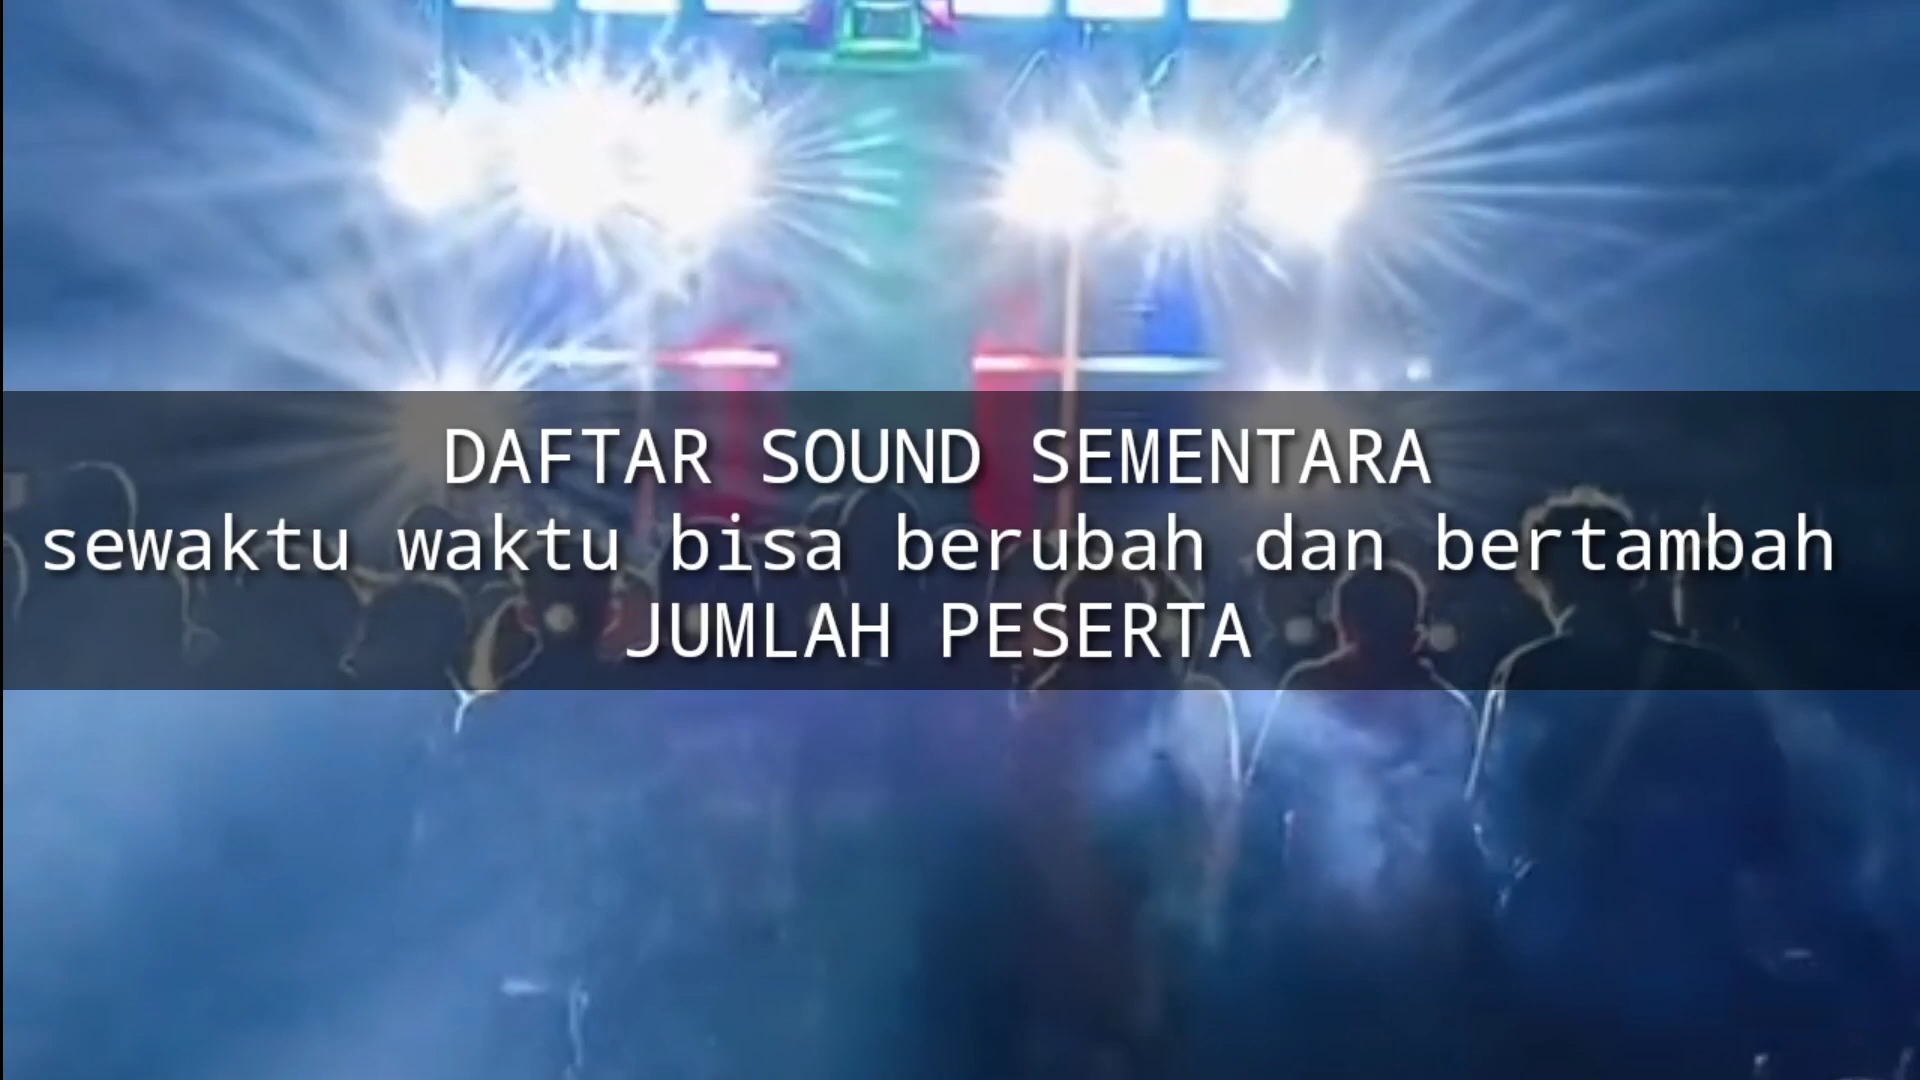 DAFTAR SOUND SEMENTARA
sewaktu waktu bisa berubah dan bertambah
JUMLAH PESERTA